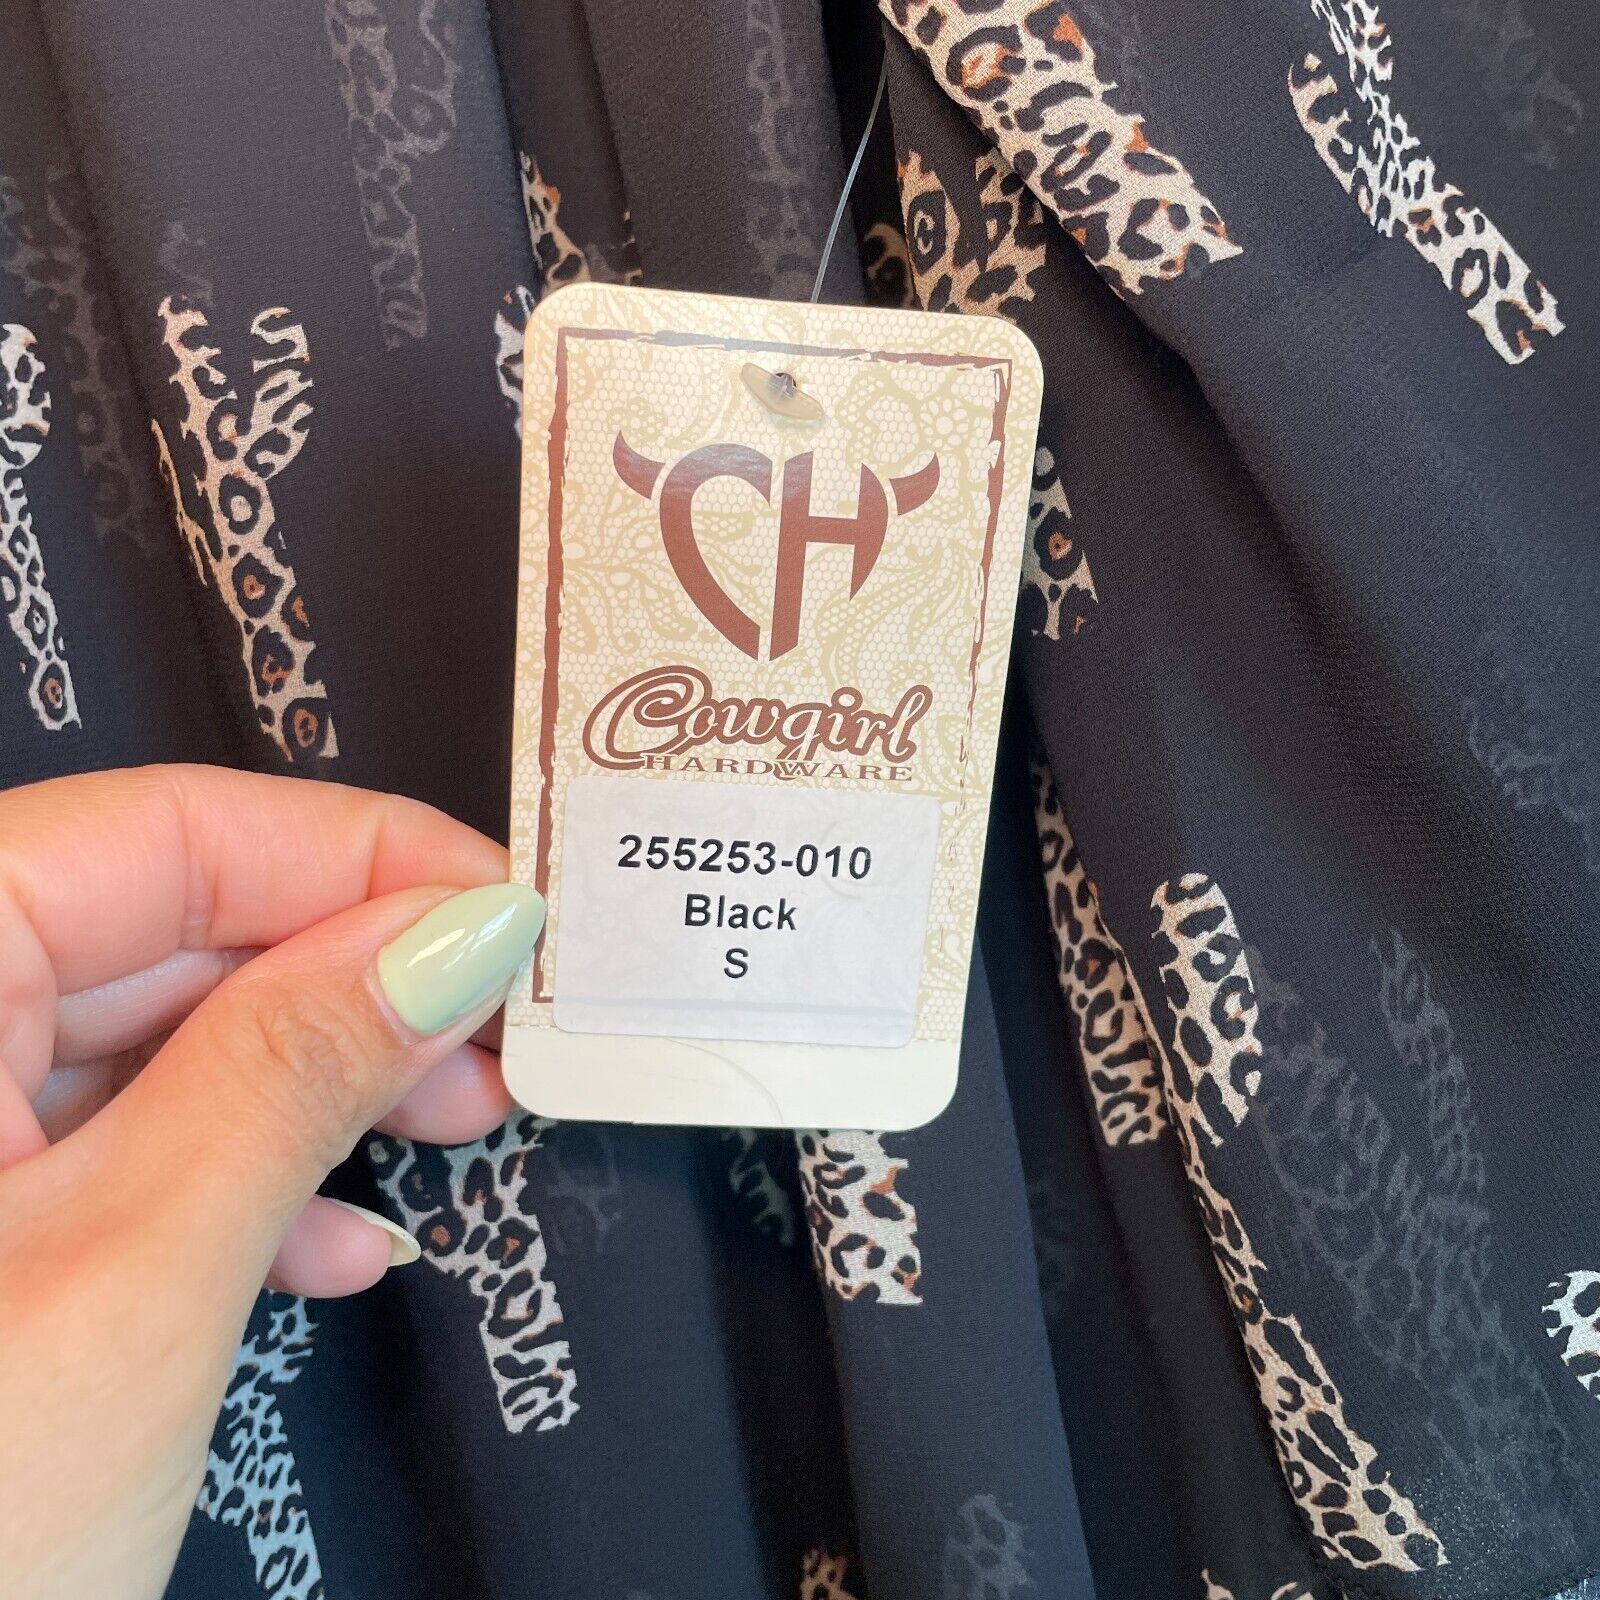 CH
Cowgirl
HARDWARE
255253-010
Black
S